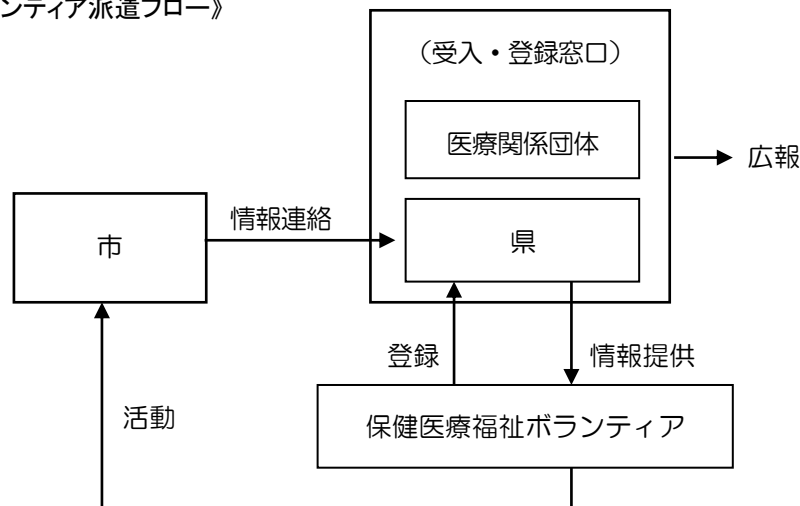 ンティア派遣フロー》
（受入・登録窓口）
医療関係団体
広報
情報連絡
市
県
登録
情報提供
活動
保健医療福祉ボランティア